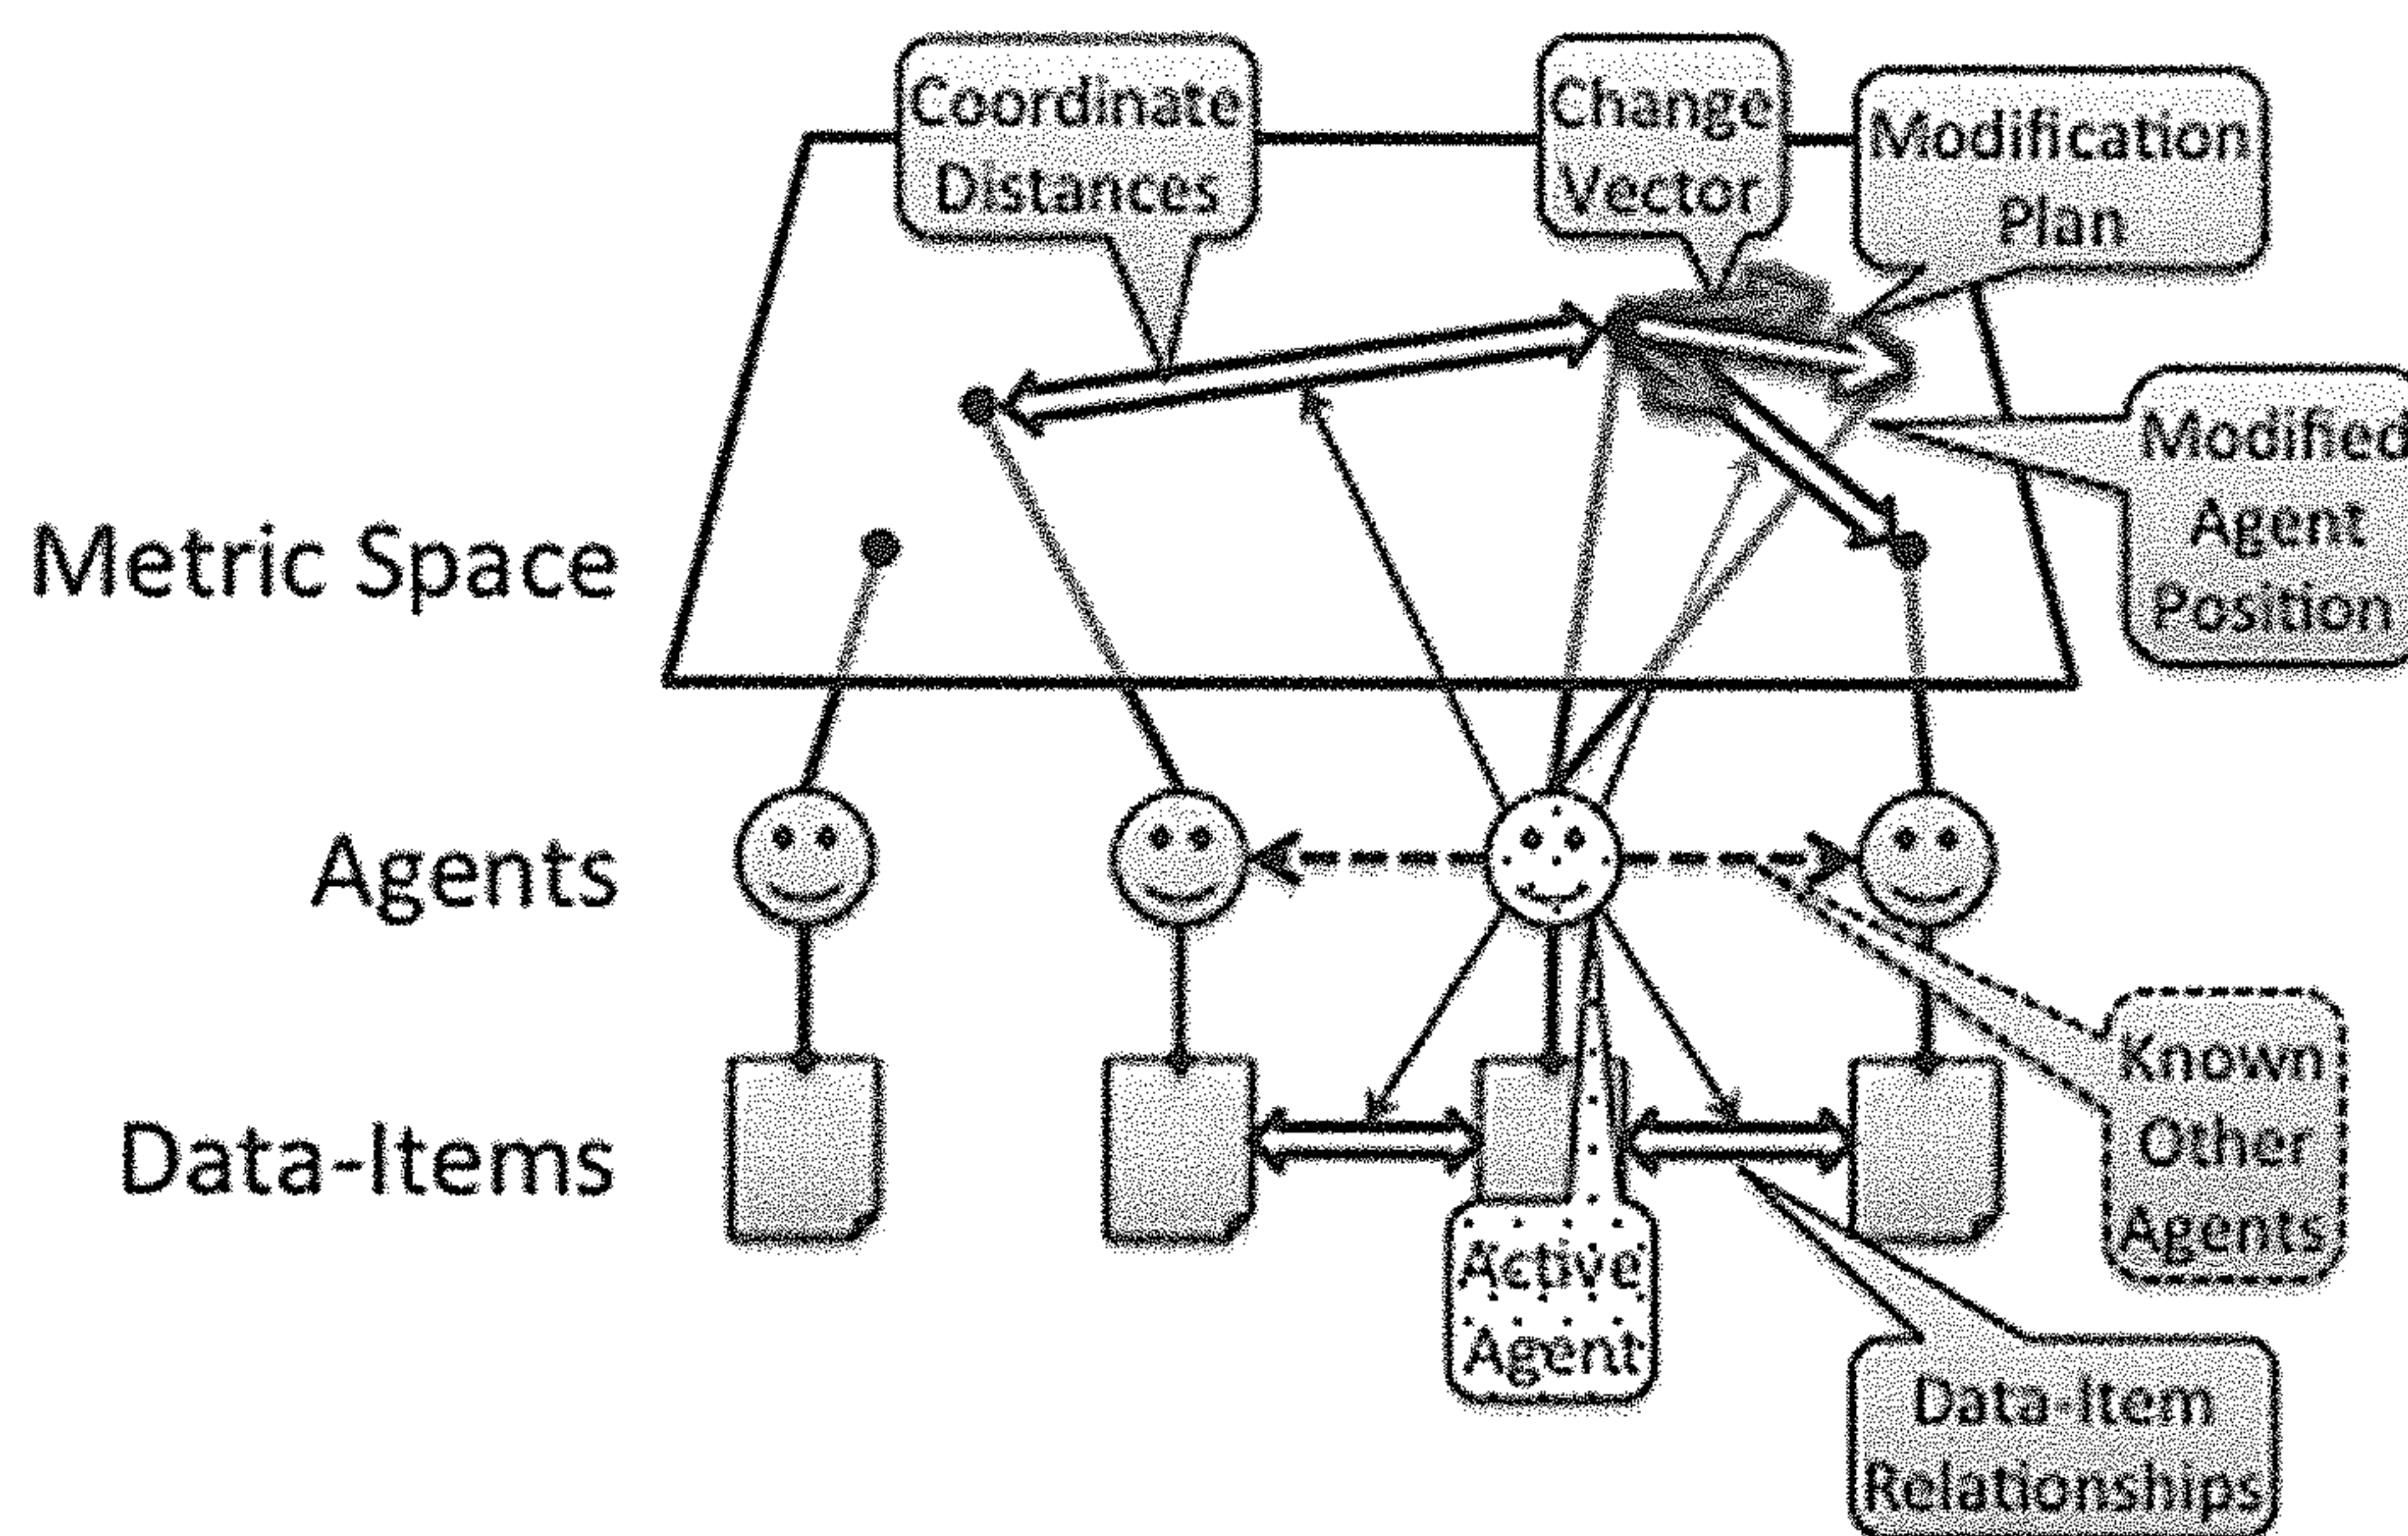 Coordinate
Distances
Change
Vector
Modification
Plan
Modified
Agent
Position
Metric Space
Agents
Data-Items
Known
Other
Agents
Active
Agent
Data-Item
Relationships